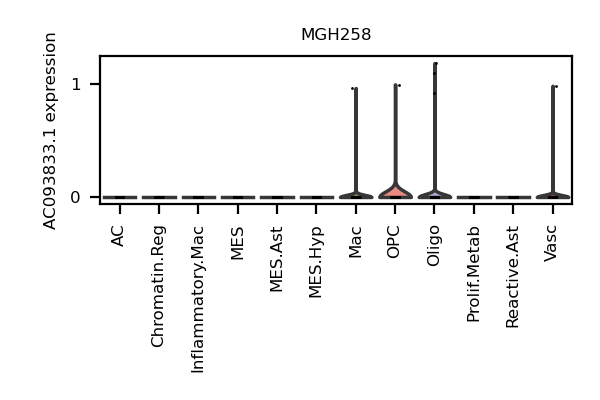 MGH258
AC093833.1 expression
1
0
AC
Chromatin.Reg
Inflammatory.Mac
MES
MES.Ast
MES.Hyp
Mac
OPC
Oligo
Prolif.Metab
Reactive.Ast
Vasc